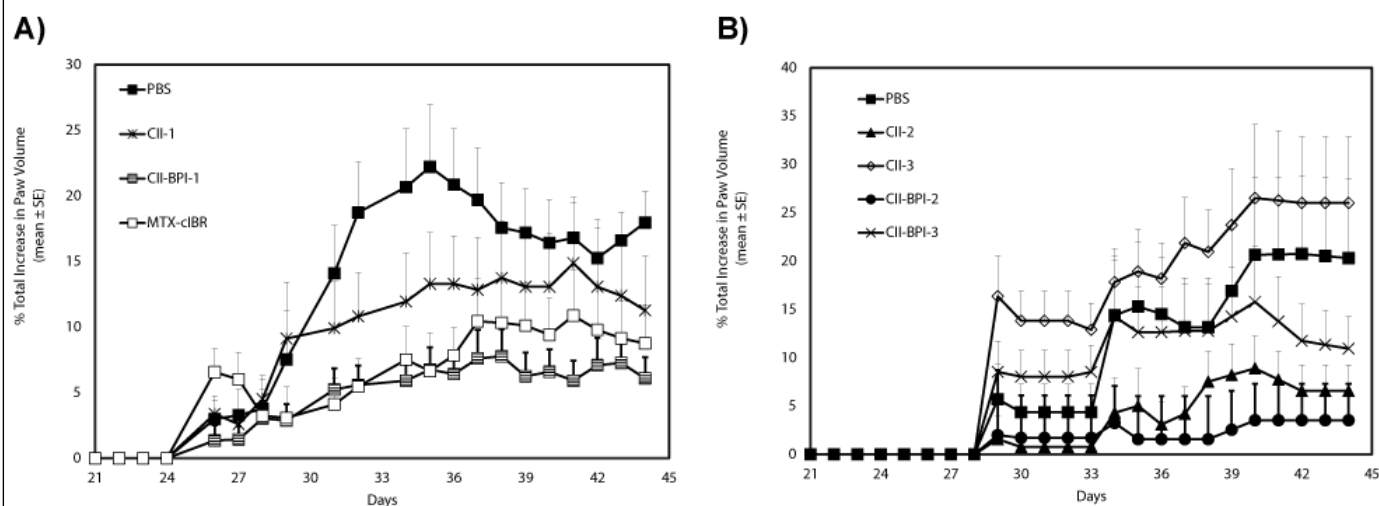 A)
% Total Increase in Paw Volume
(mean ± SE)
30
25
20
15
10
5
0
PBS
CII-1
CII-BPI-1
MTX-cIBR
21 24 27 30 33 36 39 42 45
Days
B)
% Total Increase in Paw Volume
(mean ± SE)
40
35
30
25
20
15
10
5
0
PBS
CII-2
CII-3
CII-BPI-2
CII-BPI-3
21 24 27 30 33 36 39 42 45
Days